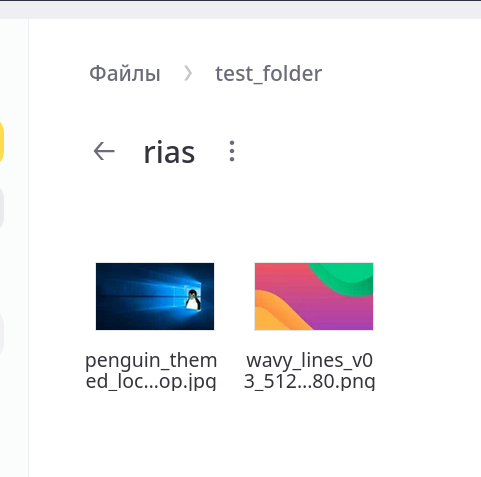 Файлы > test_folder
rias
penguin_them
ed_loc...op.jpg
wavy_lines_v0
3_512...80.png